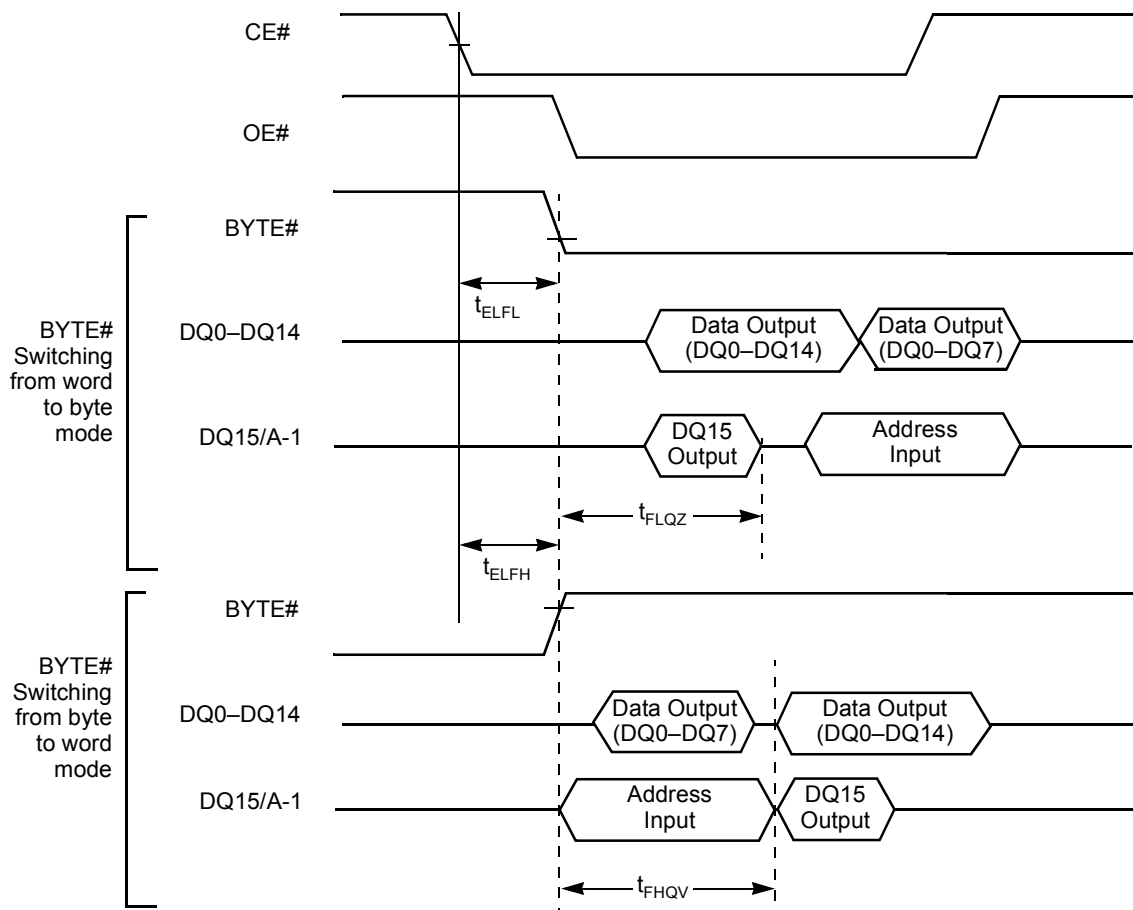 CE#
OE#
BYTE#
Switching
from word
to byte
mode
BYTE#
tELFL
DQ0–DQ14
Data Output
(DQ0–DQ14)
Data Output
(DQ0–DQ7)
DQ15/A-1
DQ15
Output
Address
Input
tFLQZ
tELFH
BYTE#
Switching
from byte
to word
mode
BYTE#
DQ0–DQ14
Data Output
(DQ0–DQ7)
Data Output
(DQ0–DQ14)
DQ15/A-1
Address
Input
DQ15
Output
tFHQV